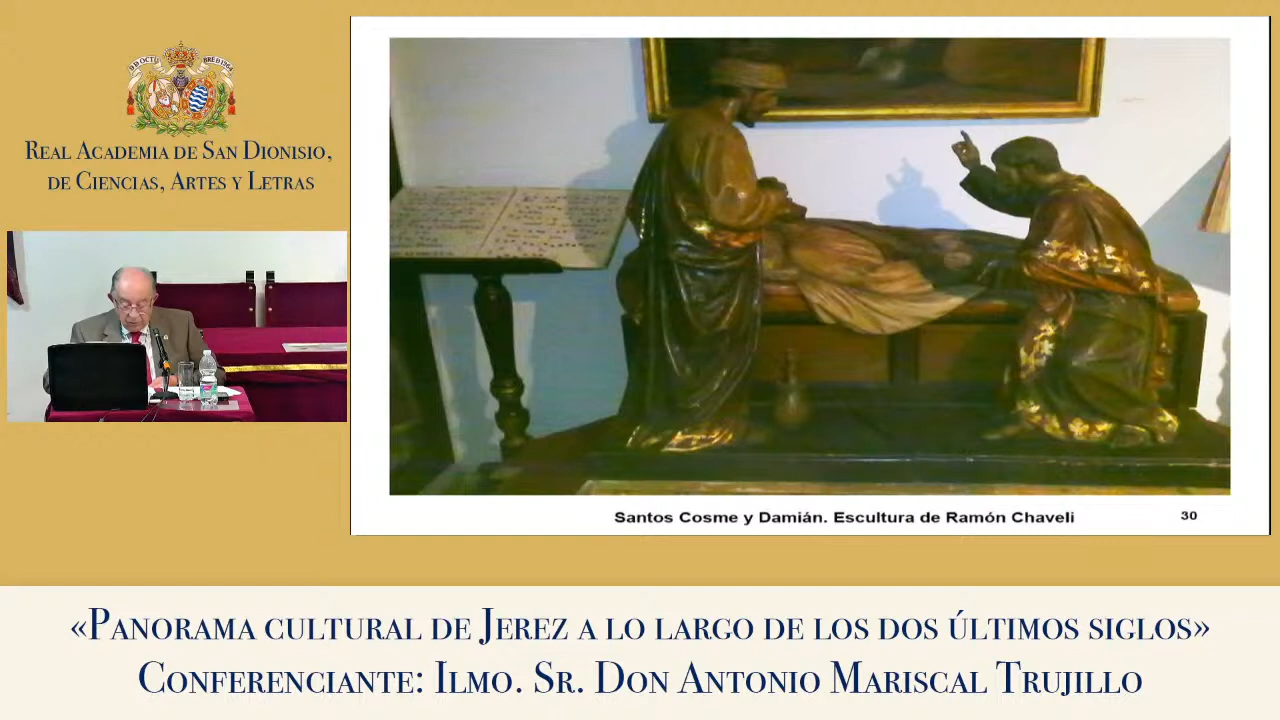 Real Academia de San Dionisio,
de Ciencias, Artes y Letras
Santos Cosme y Damián. Escultura de Ramón Chaveli
30
«Panorama cultural de Jerez a lo largo de los dos últimos siglos»
Conferenciante: Ilmo. Sr. Don Antonio Mariscal Trujillo